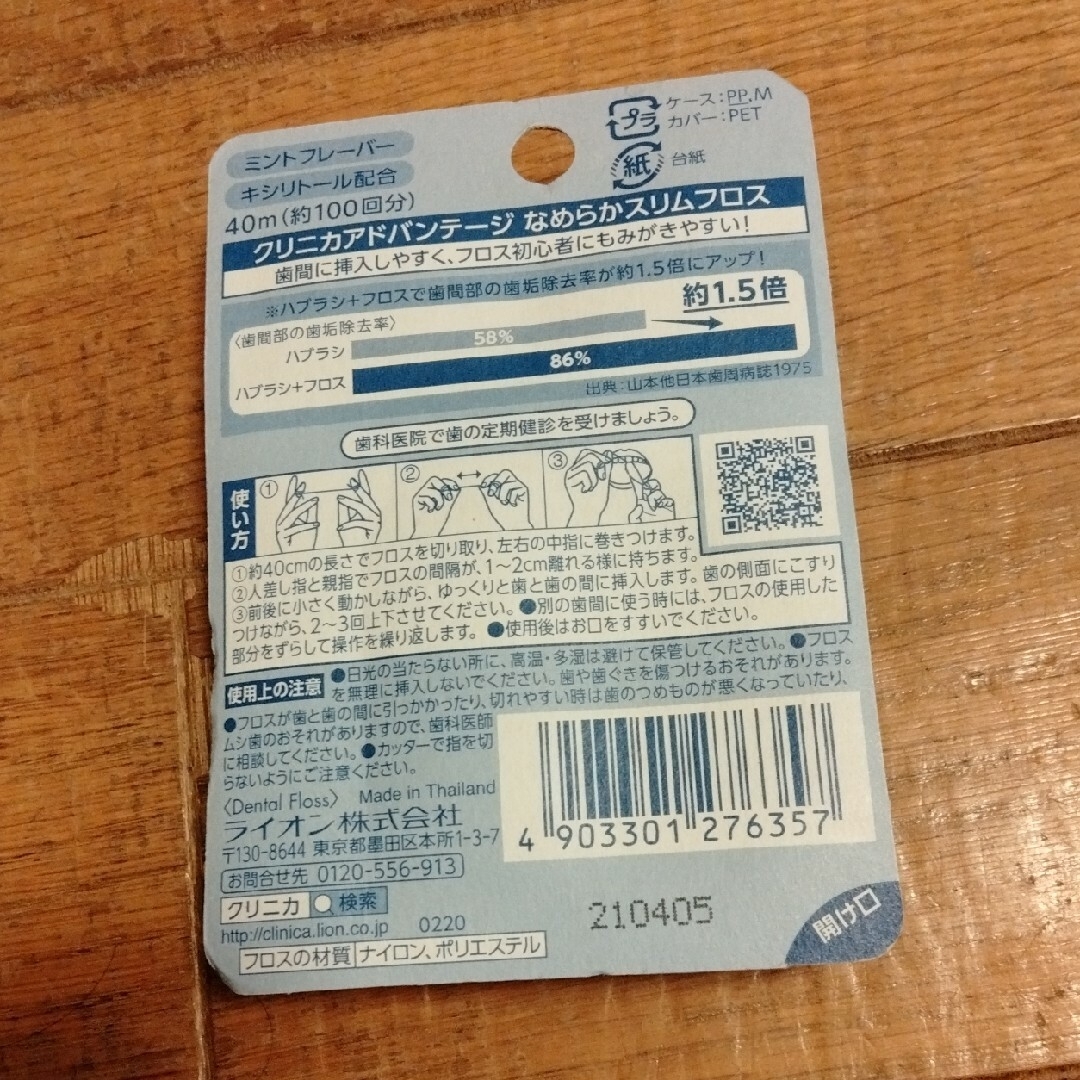 ミントフレーバー
キシリトール配合
40m(約100回分)
プラ
ケース:PP.M
カバー:PET
紙
台紙
クリニカアドバンテージ なめらかスリムフロス
歯間に挿入しやすく、フロス初心者にもみがきやすい!
※ハブラシ+フロスで歯間部の歯垢除去率が約1.5倍にアップ!
〈歯間部の歯垢除去率〉
約1.5倍
ハブラシ
58%
ハブラシ+フロス
86%
出典:山本他日本歯周病誌1975
歯科医院で歯の定期健診を受けましょう。
使い方
①
②
③
①約40cmの長さでフロスを切り取り、左右の中指に巻きつけます。
②人差し指と親指でフロスの間隔が、1〜2cm離れる様に持ちます。
③前後に小さく動かしながら、ゆっくりと歯と歯の間に挿入します。歯の側面にこすり
つけながら、2〜3回上下させてください。●別の歯間に使う時には、フロスの使用した
部分をずらして操作を繰り返します。●使用後はお口をすすいでください。
使用上の注意
●日光の当たらない所に、高温・多湿は避けて保管してください。●フロス
を無理に挿入しないでください。歯や歯ぐきを傷つけるおそれがあります。
●フロスが歯と歯の間に引っかかったり、切れやすい時は歯のつめものが悪くなっていたり、
ムシ歯のおそれがありますので、歯科医師
に相談してください。●カッターで指を切
らないようにご注意ください。
〈Dental Floss〉 Made in Thailand
ライオン株式会社
〒130-8644 東京都墨田区本所1-3-7
お問合せ先 0120-556-913
クリニカ 検索
http://clinica.lion.co.jp 0220
フロスの材質 ナイロン、ポリエステル
4 903301 276357
210405
開け口